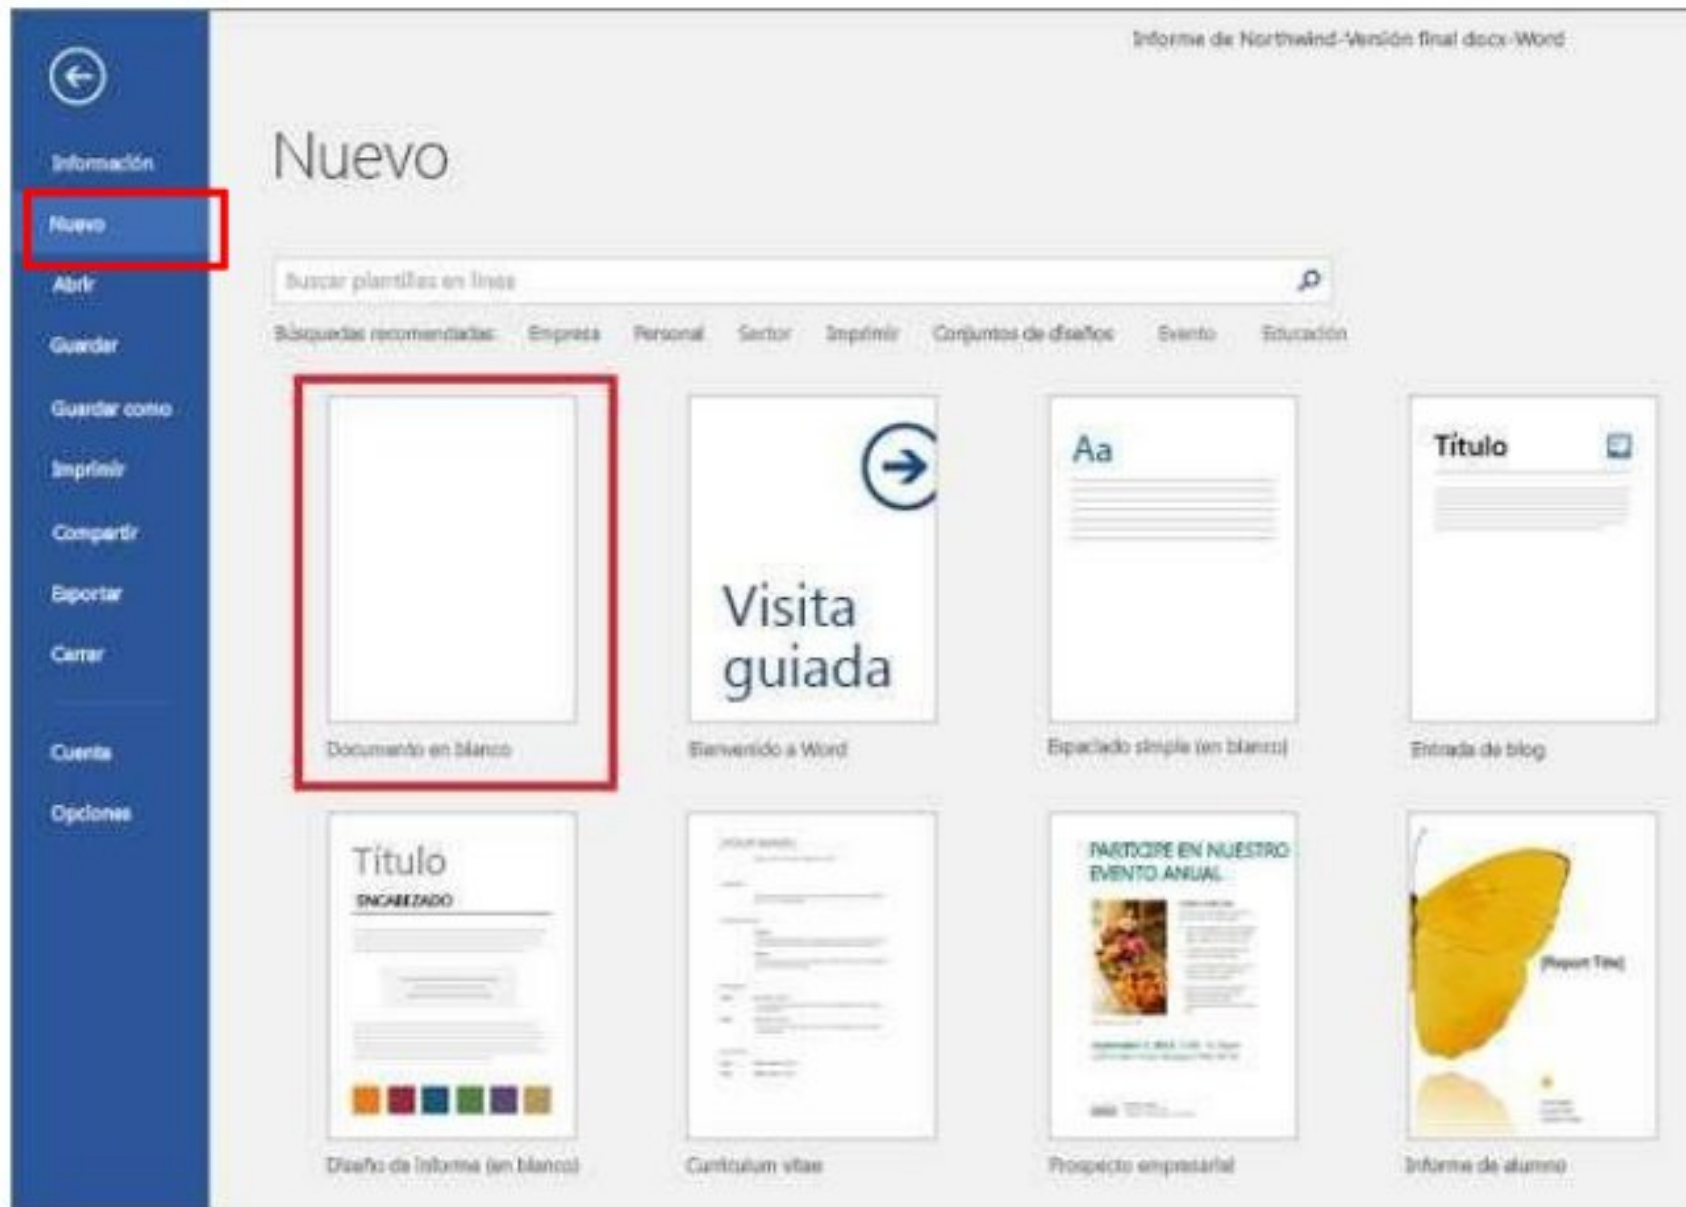 Informe de Northwind-Versión final docx-Word
Información
Nuevo
Abrir
Guardar
Guardar como
Imprimir
Compartir
Exportar
Cerrar
Cuenta
Opciones
Nuevo
Buscar plantillas en línea
Búsquedas recomendadas: Empresa Personal Sector Imprimir Conjuntos de diseños Evento Educación
Visita
guiada
Aa
Título
Documento en blanco
Bienvenido a Word
Espaciado simple (en blanco)
Entrada de blog
Título
ENCABEZADO
PARTICIPE EN NUESTRO
EVENTO ANUAL
[Report Title]
Diseño de informe (en blanco)
Curriculum vitae
Prospecto empresarial
Informe de alumno